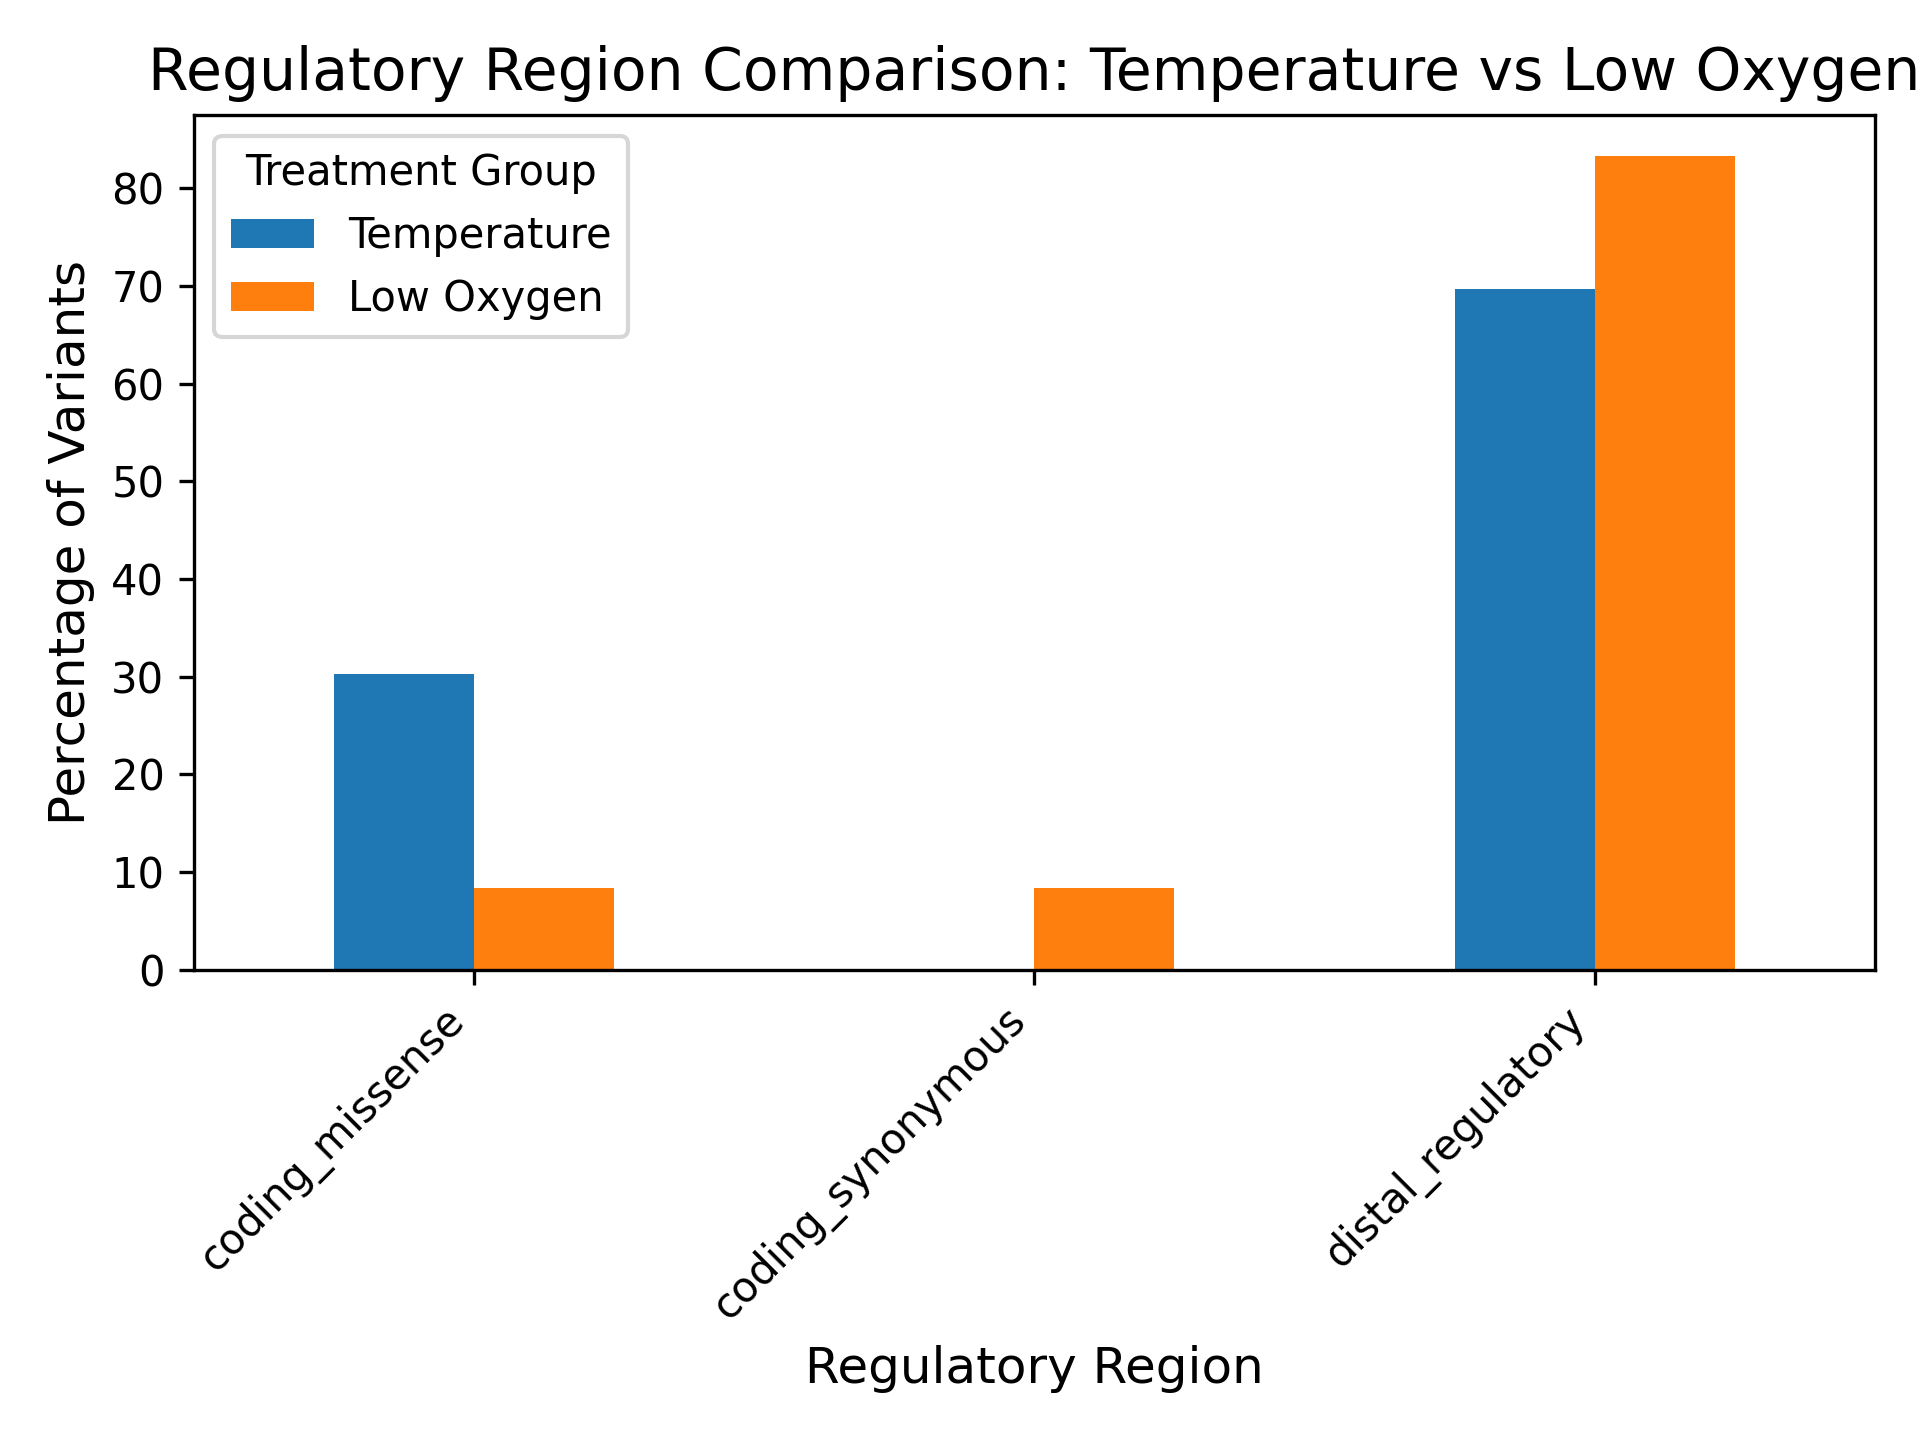 Regulatory Region Comparison: Temperature vs Low Oxygen
Treatment Group
Temperature
Low Oxygen
Percentage of Variants
80
70
60
50
40
30
20
10
0
coding_missense
coding_synonymous
distal_regulatory
Regulatory Region